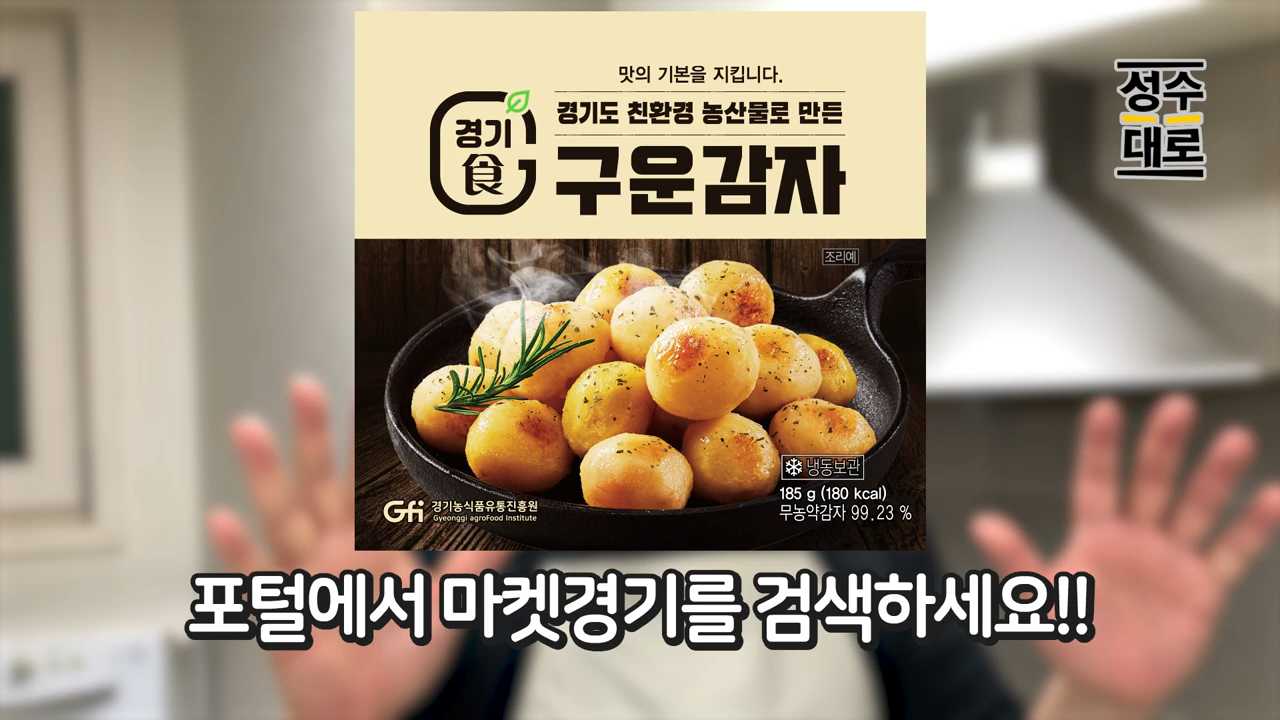 맛의 기본을 지킵니다.
경기도 친환경 농산물로 만든
경기
食
구운감자
성수
대로
조리예
냉동보관
185 g (180 kcal)
무농약감자 99.23 %
Gfi 경기농식품유통진흥원
Gyeonggi agroFood Institute
포털에서 마켓경기를 검색하세요!!